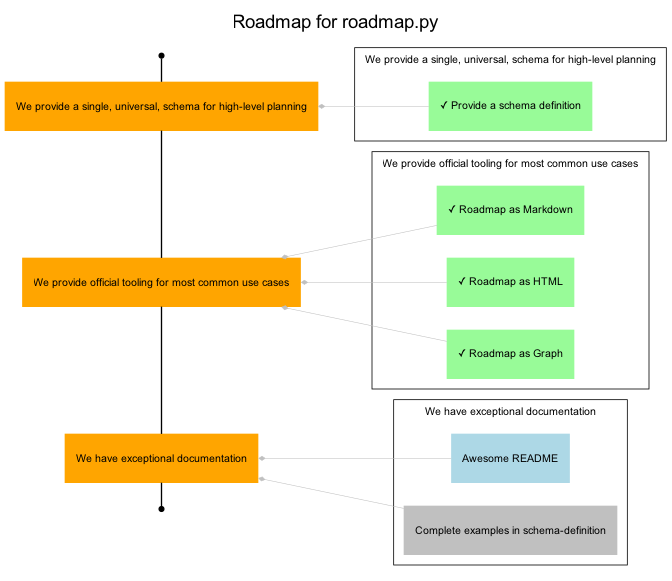 Roadmap for roadmap.py
We provide a single, universal, schema for high-level planning
We provide a single, universal, schema for high-level planning
✓ Provide a schema definition
We provide official tooling for most common use cases
✓ Roadmap as Markdown
We provide official tooling for most common use cases
✓ Roadmap as HTML
✓ Roadmap as Graph
We have exceptional documentation
We have exceptional documentation
Awesome README
Complete examples in schema-definition